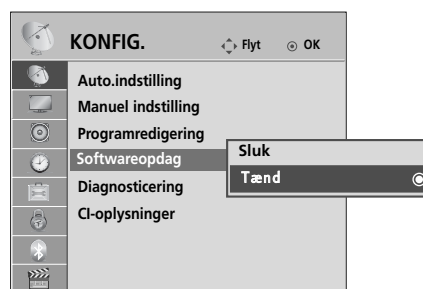 KONFIG. Flyt OK
Auto.indstilling
Manuel indstilling
Programredigering
Softwareopdag
Diagnosticering
CI-oplysninger
Sluk
Tænd